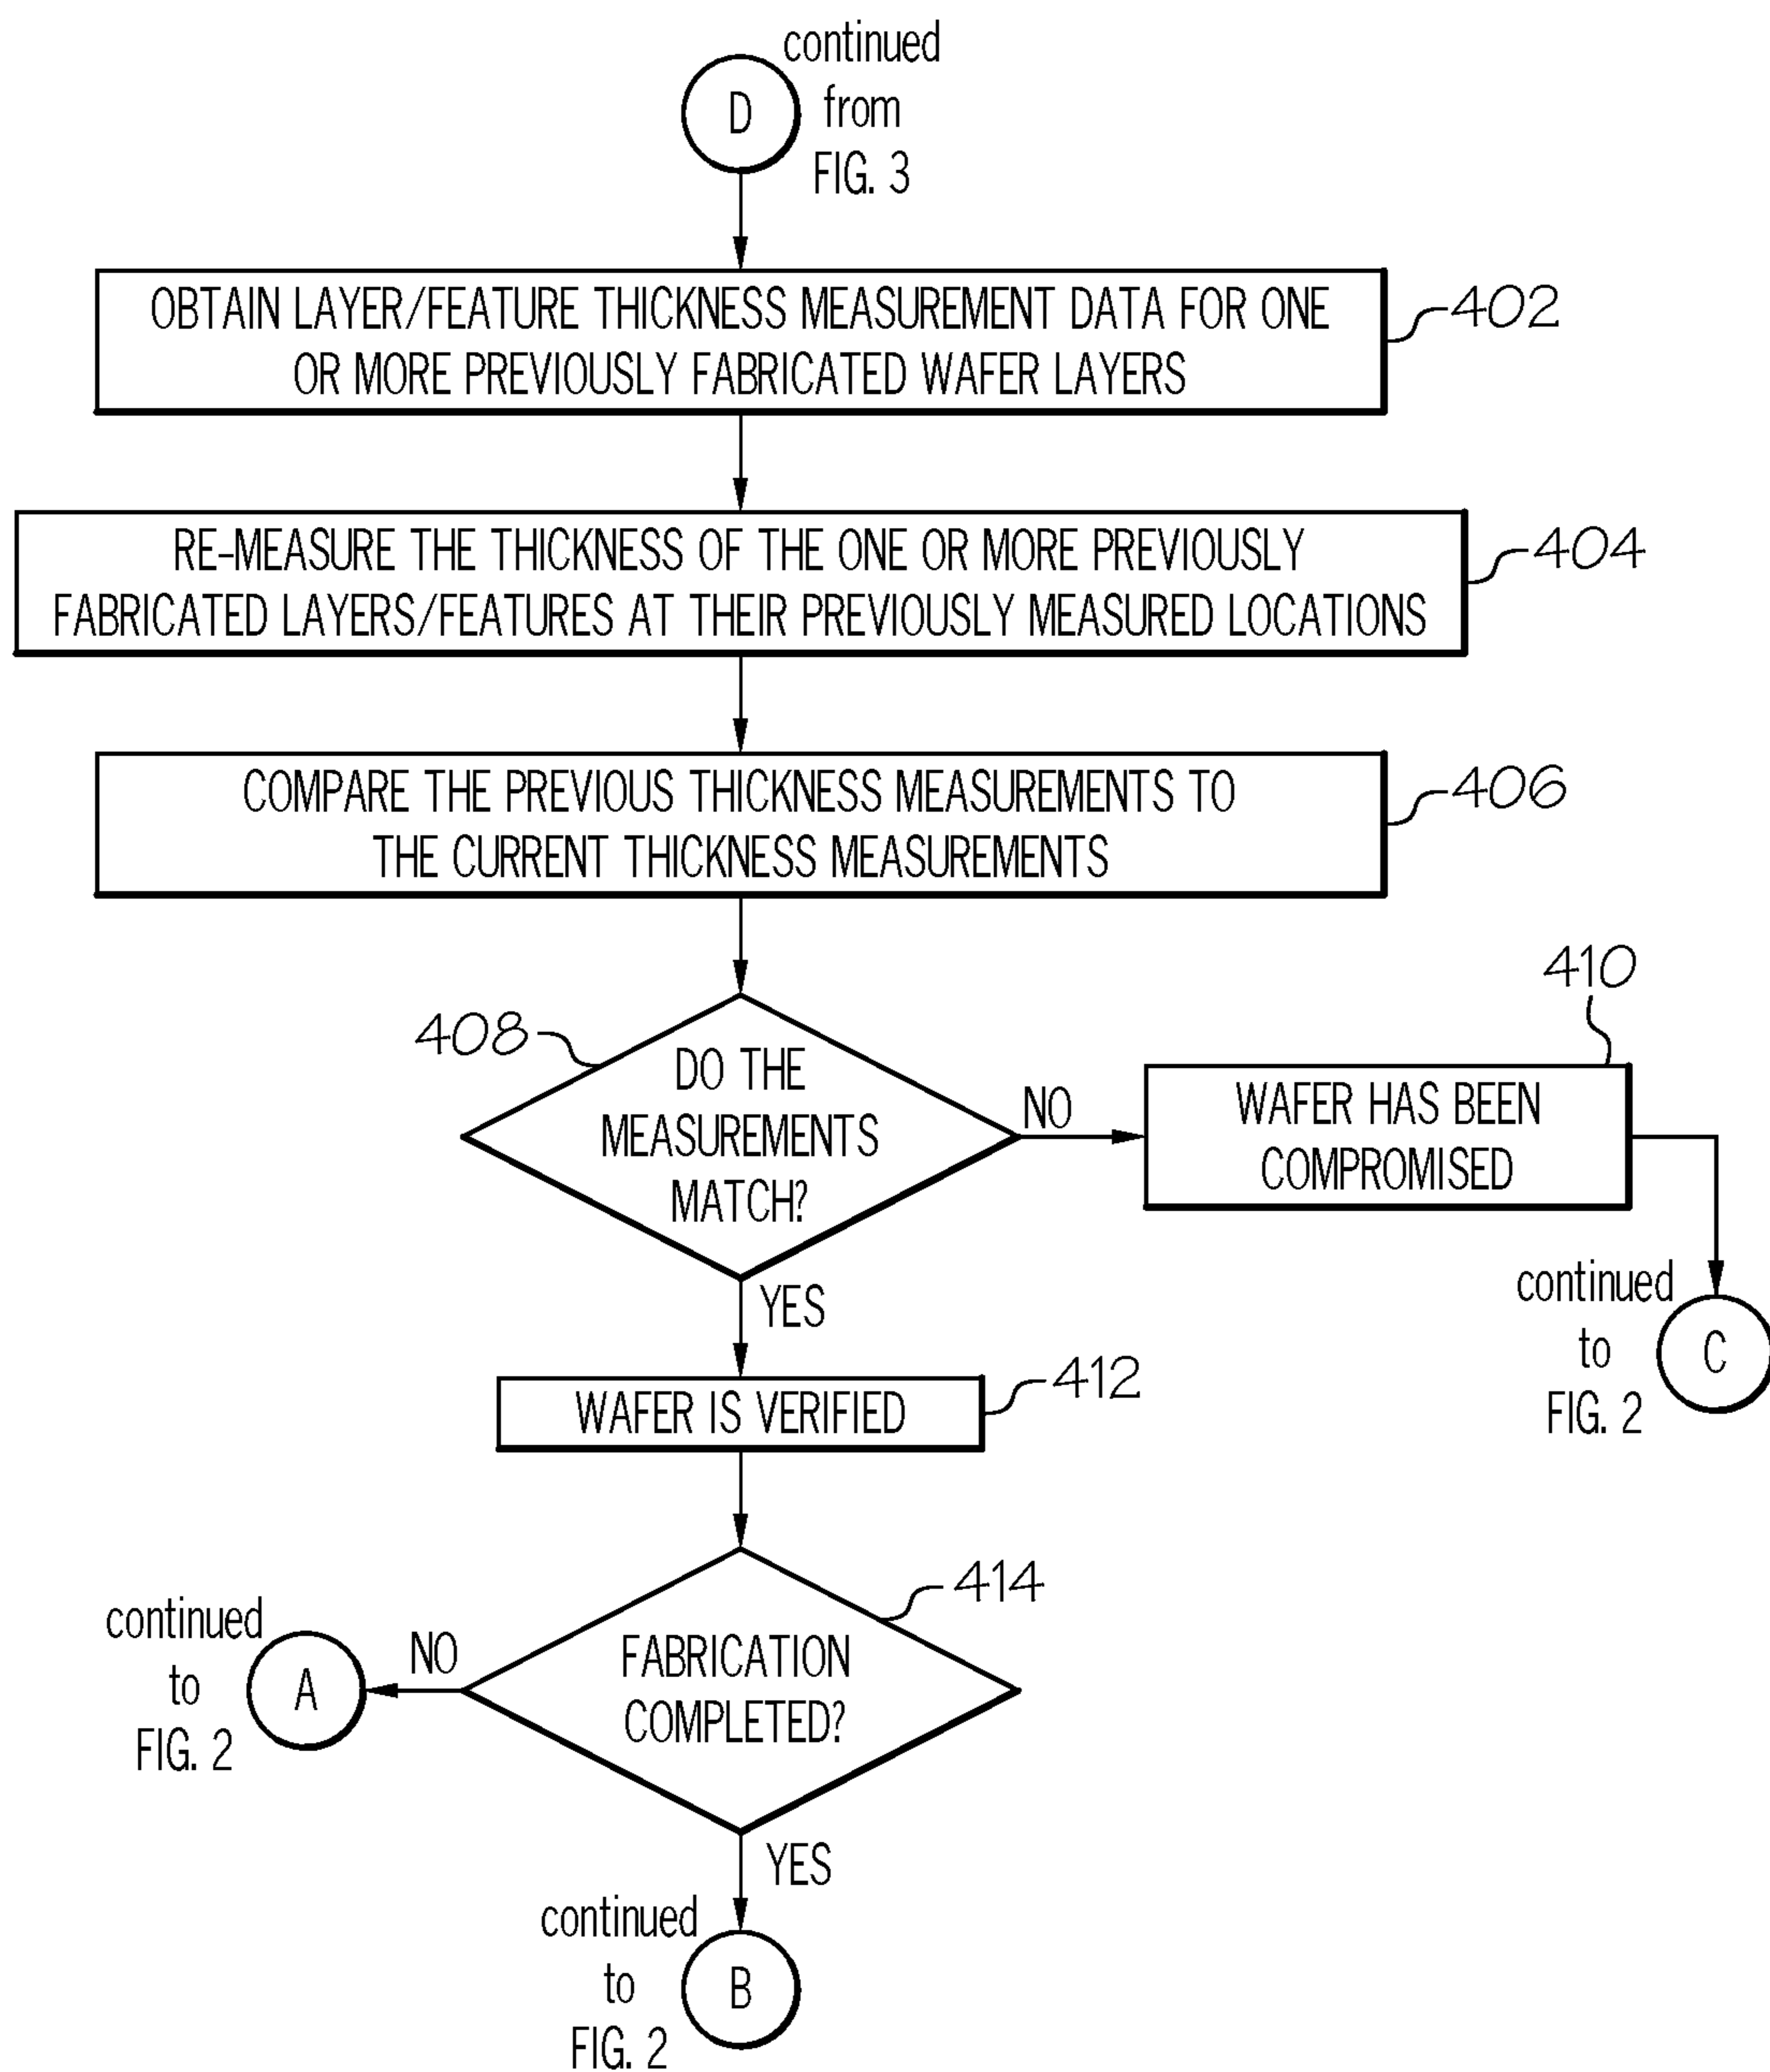 continued
from
FIG. 3
D
OBTAIN LAYER/FEATURE THICKNESS MEASUREMENT DATA FOR ONE
OR MORE PREVIOUSLY FABRICATED WAFER LAYERS
402
RE-MEASURE THE THICKNESS OF THE ONE OR MORE PREVIOUSLY
FABRICATED LAYERS/FEATURES AT THEIR PREVIOUSLY MEASURED LOCATIONS
404
COMPARE THE PREVIOUS THICKNESS MEASUREMENTS TO
THE CURRENT THICKNESS MEASUREMENTS
406
408
DO THE
MEASUREMENTS
MATCH?
NO
410
WAFER HAS BEEN
COMPROMISED
continued
to
FIG. 2
C
YES
WAFER IS VERIFIED
412
414
FABRICATION
COMPLETED?
NO
continued
to
FIG. 2
A
YES
continued
to
FIG. 2
B